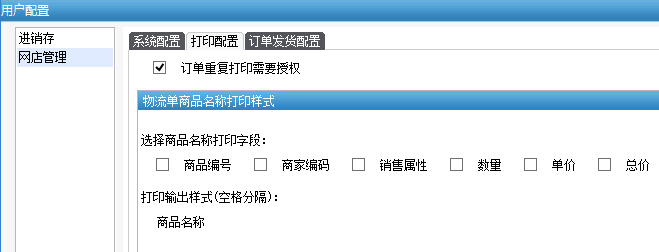 用户配置
进销存
网店管理
系统配置 打印配置 订单发货配置
订单重复打印需要授权
物流单商品名称打印样式
选择商品名称打印字段:
商品编号 商家编码 销售属性 数量 单价 总价
打印输出样式(空格分隔):
商品名称